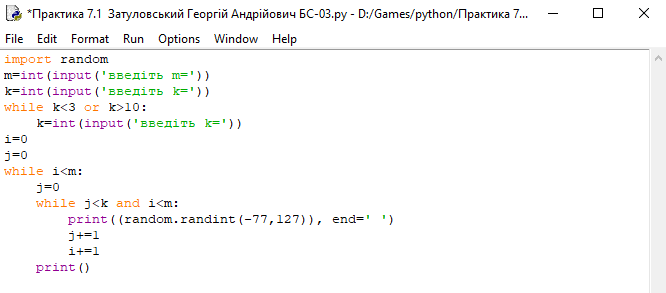 *Практика 7.1 Затуловський Георгій Андрійович БС-03.py - D:/Games/python/Практика 7...
File Edit Format Run Options Window Help
import random
m=int(input('введіть m='))
k=int(input('введіть k='))
while k<3 or k>10:
    k=int(input('введіть k='))
i=0
j=0
while i<m:
    j=0
    while j<k and i<m:
        print((random.randint(-77,127)), end=' ')
        j+=1
        i+=1
    print()